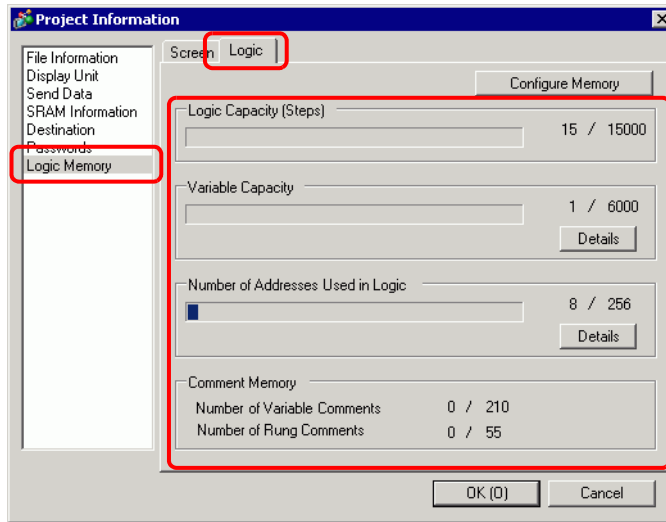 Project Information
File Information
Display Unit
Send Data
SRAM Information
Destination
Passwords
Logic Memory
Screen
Logic
Configure Memory
Logic Capacity (Steps)
15 / 15000
Variable Capacity
1 / 6000
Details
Number of Addresses Used in Logic
8 / 256
Details
Comment Memory
Number of Variable Comments 0 / 210
Number of Rung Comments 0 / 55
OK (O)
Cancel